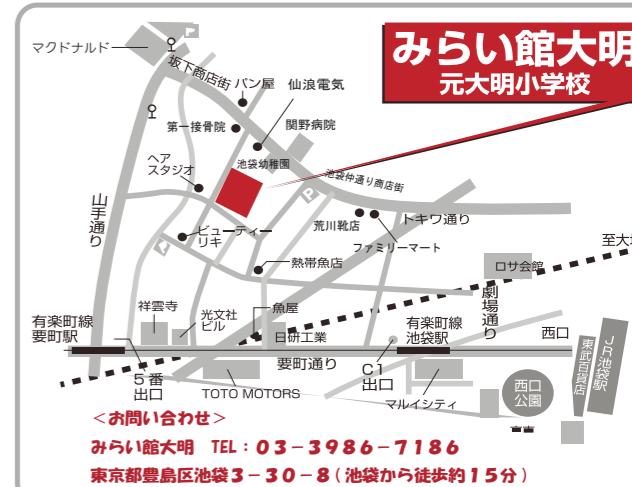 みらい館大明
元大明小学校
マクドナルド
坂下商店街
パン屋
仙浪電気
第一接骨院
関野病院
ヘア
スタジオ
池袋幼稚園
池袋仲通り商店街
P
山手通り
荒川靴店
トキワ通り
ビューティー
リキ
ファミリーマート
熱帯魚店
ロサ会館
劇場通り
祥雲寺
光文社
ビル
魚屋
日研工業
有楽町線
要町駅
有楽町線
池袋駅
西口
JR池袋駅
東武百貨店
要町通り
5番
出口
C1
出口
TOTO MOTORS
マルイシティ
西口
公園
<お問い合わせ>
みらい館大明 TEL:03-3986-7186
東京都豊島区池袋3-30-8(池袋から徒歩約15分)